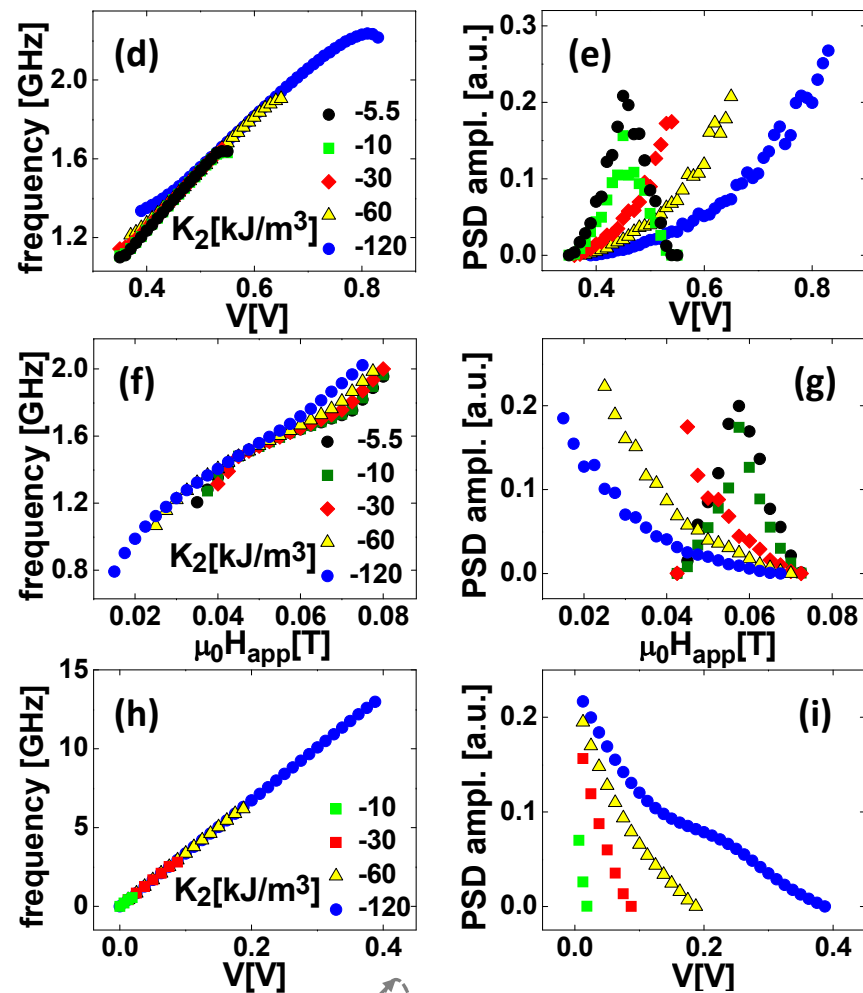 (d)
frequency [GHz]
2.2
1.8
1.6
1.2
-5.5
-10
-30
-60
-120
K₂[kJ/m³]
0.4 0.6 0.8
V[V]
(e)
PSD ampl. [a.u.]
0.3
0.2
0.1
0.0
0.4 0.6 0.8
V[V]
(f)
frequency [GHz]
2.0
1.6
1.2
0.8
-5.5
-10
-30
-60
-120
K₂[kJ/m³]
0.02 0.04 0.06 0.08
μ₀Happ[T]
(g)
PSD ampl. [a.u.]
0.2
0.1
0.0
0.02 0.04 0.06 0.08
μ₀Happ[T]
(h)
frequency [GHz]
15
10
5
0
-10
-30
-60
-120
K₂[kJ/m³]
0.0 0.2 0.4
V[V]
(i)
PSD ampl. [a.u.]
0.2
0.1
0.0
0.0 0.2 0.4
V[V]